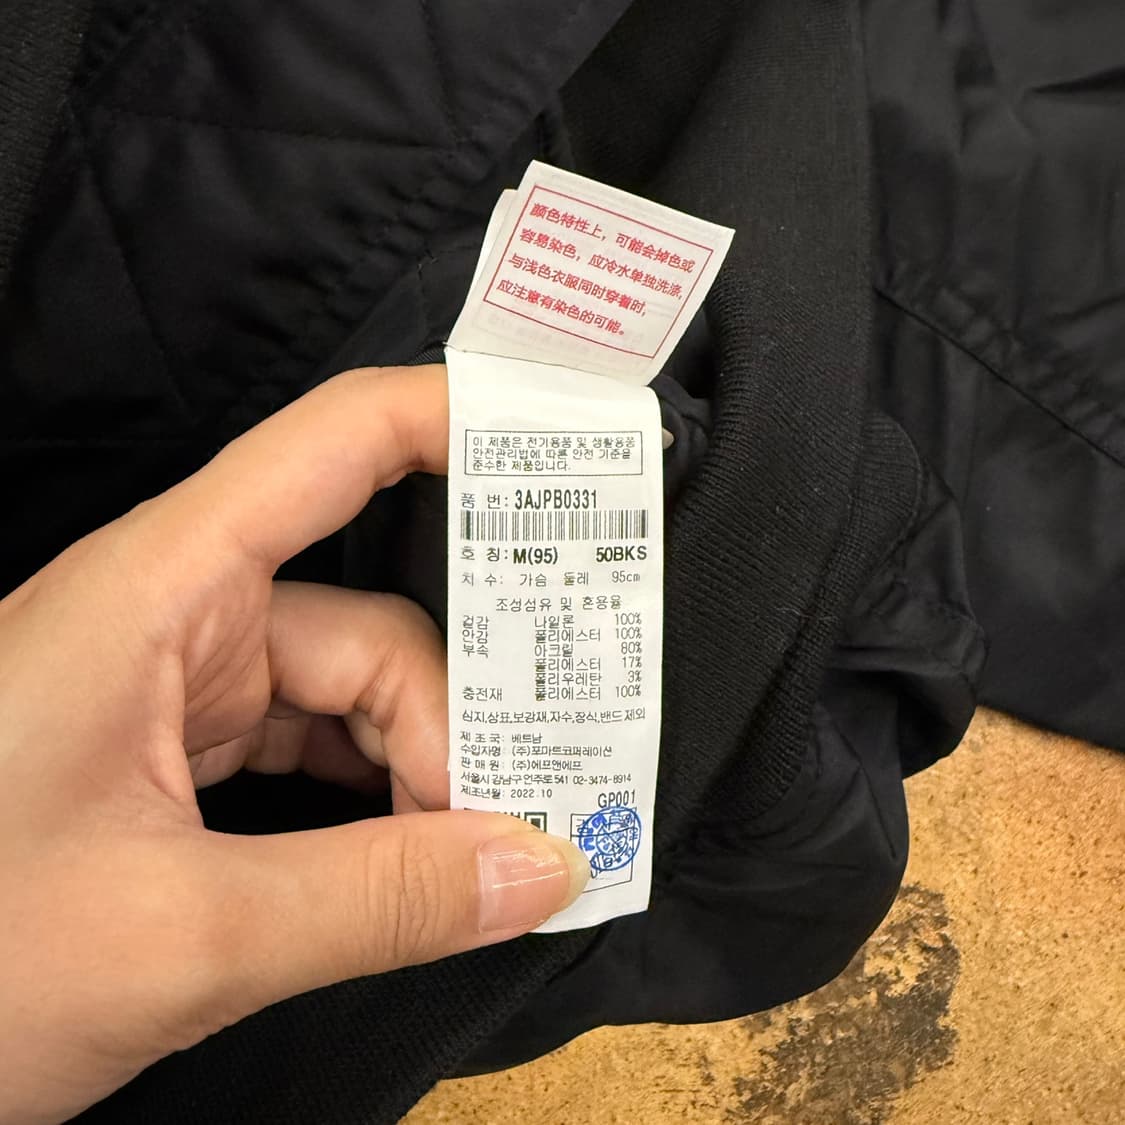 颜色特性上，可能会掉色或
容易染色，应冷水单独洗涤,
与浅色衣服同时穿着时,
应注意有染色的可能。
이 제품은 전기용품 및 생활용품
안전관리법에 따른 안전 기준을
준수한 제품입니다.
품 번: 3AJPB0331
호 칭: M(95) 50BKS
치 수: 가슴 둘레 95cm
조성섬유 및 혼용율
겉감 나일론 100%
안감 폴리에스터 100%
부속 아크릴 80%
폴리에스터 17%
폴리우레탄 3%
충전재 폴리에스터 100%
심지,상표,보강재,자수,장식,밴드 제외
제 조 국: 베트남
수입자명: (주)포마트코퍼레이션
판 매 원: (주)에프앤에프
서울시 강남구 언주로 541 02-3474-8914
제조년월: 2022.10
GP001